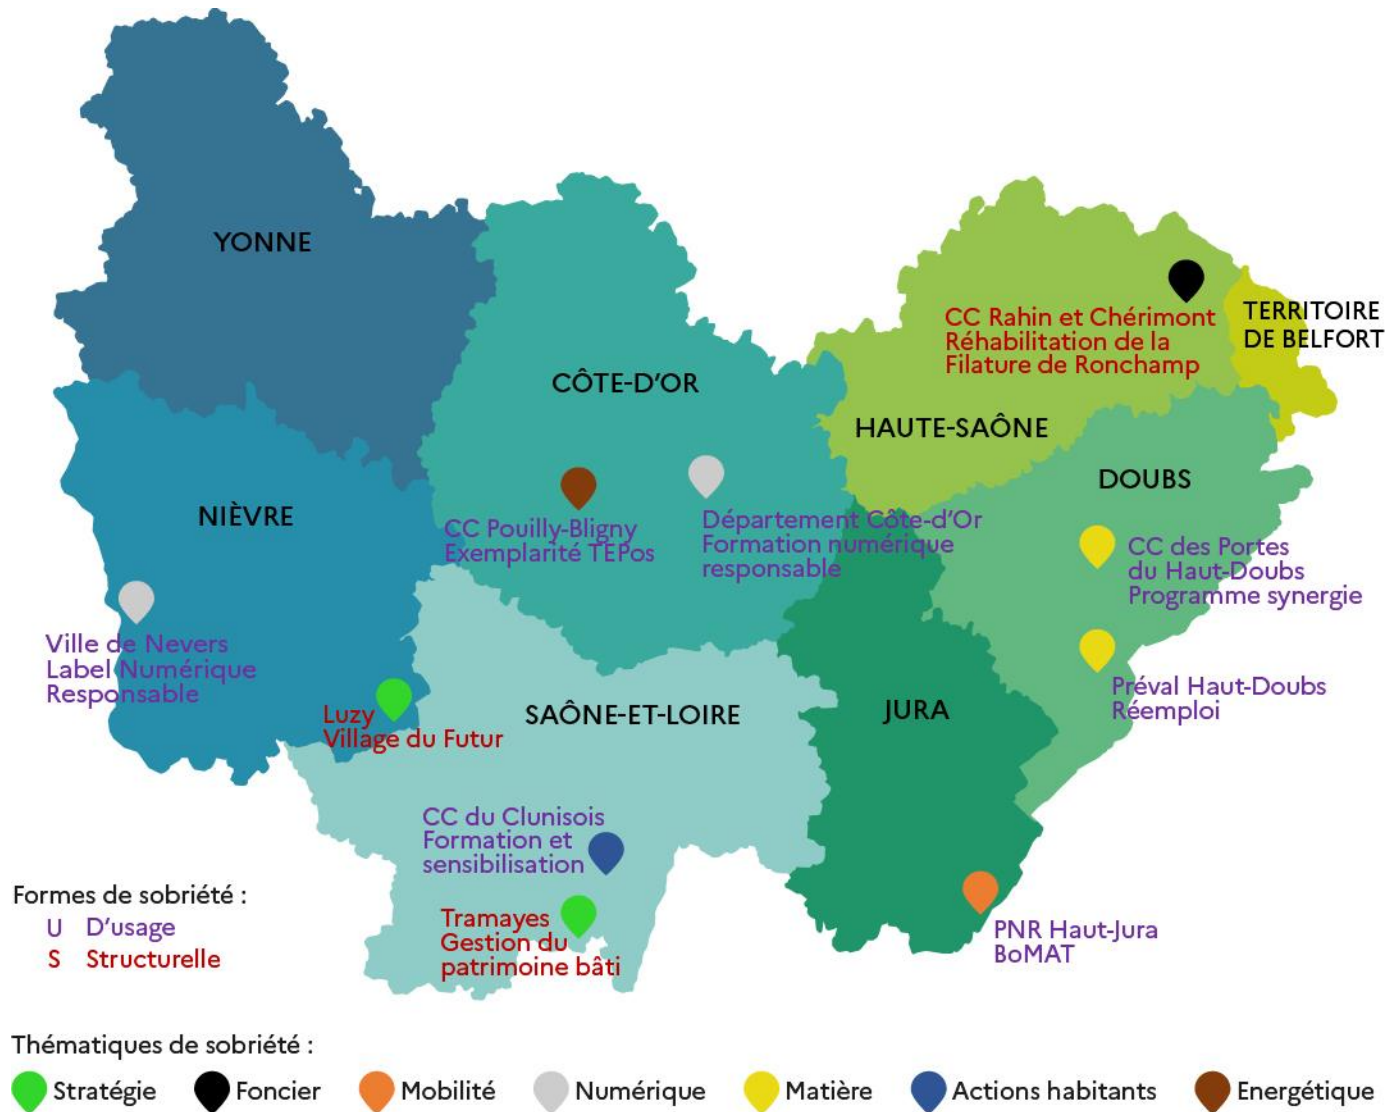 YONNE
CC Rahin et Chérimont
Réhabilitation de la
Filature de Ronchamp
TERRITOIRE
DE BELFORT
CÔTE-D'OR
HAUTE-SAÔNE
DOUBS
NIÈVRE
CC Pouilly-Bligny
Exemplarité TEPos
Département Côte-d'Or
Formation numérique
responsable
CC des Portes
du Haut-Doubs
Programme synergie
Ville de Nevers
Label Numérique
Responsable
Préval Haut-Doubs
Réemploi
Luzy
Village du Futur
SAÔNE-ET-LOIRE
JURA
CC du Clunisois
Formation et
sensibilisation
Tramayes
Gestion du
patrimoine bâti
PNR Haut-Jura
BoMAT
Formes de sobriété :
U D'usage
S Structurelle
Thématiques de sobriété :
Stratégie Foncier Mobilité Numérique Matière Actions habitants Energétique